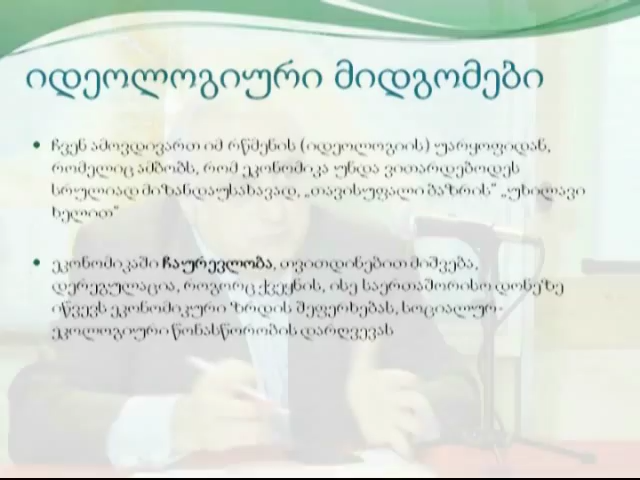 იდეოლოგიური მიდგომები
• ჩვენ ამოვდივართ იმ რწმენის (იდეოლოგიის) უარყოფიდან,
რომელიც ამბობს, რომ ეკონომიკა უნდა ვითარდებოდეს
სრულიად მიზანდაუსახავად, „თავისუფალი ბაზრის” „უხილავი
ხელით”
• ეკონომიკაში ჩაურევლობა, თვითდინებით მიშვება,
დერეგულაცია, როგორც ქვეყნის, ისე საერთაშორისო დონეზე
იწვევს ეკონომიკური ზრდის შეფერხებას, სოციალურ-
ეკოლოგიური წონასწორობის დარღვევას